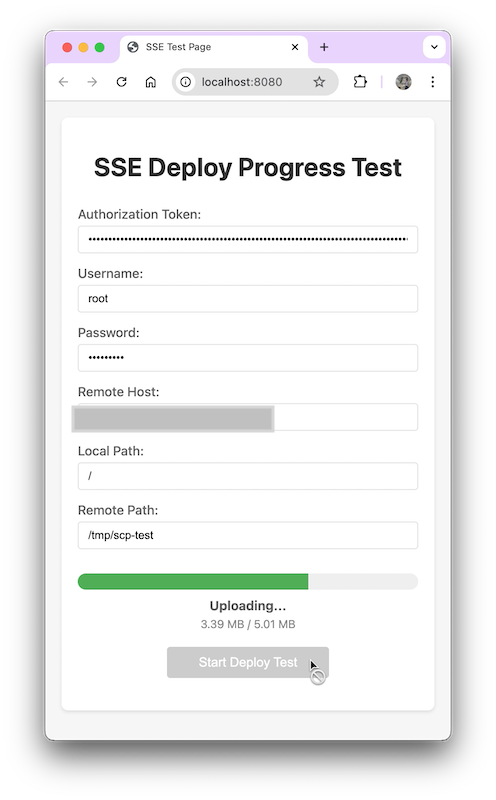 SSE Test Page
localhost:8080
SSE Deploy Progress Test
Authorization Token:
Username:
root
Password:
Remote Host:
Local Path:
/
Remote Path:
/tmp/scp-test
Uploading...
3.39 MB / 5.01 MB
Start Deploy Test